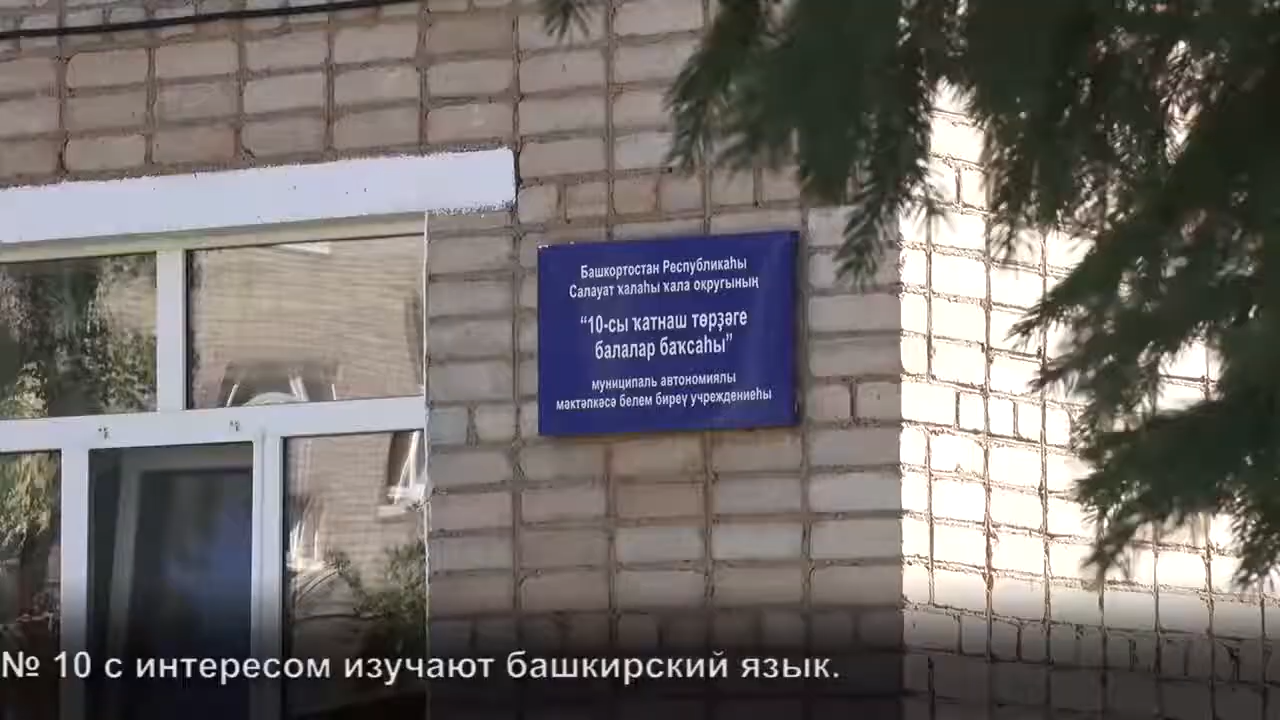 Башкортостан Республикаһы
Салауат ҡалаһы ҡала округының
“10-сы ҡатнаш төрҙәге
балалар баҡсаһы”
муниципаль автономиялы
мәктәпкәсә белем биреү учреждениеһы
№ 10 с интересом изучают башкирский язык.